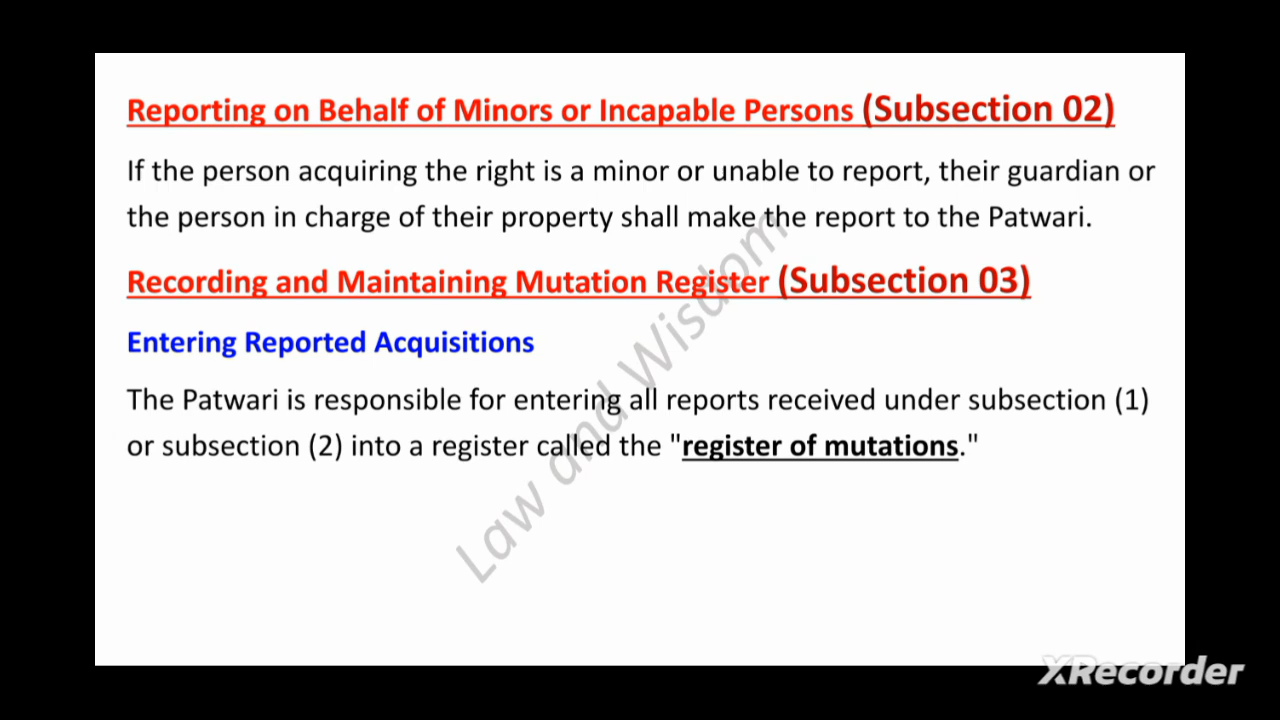 Reporting on Behalf of Minors or Incapable Persons (Subsection 02)
If the person acquiring the right is a minor or unable to report, their guardian or
the person in charge of their property shall make the report to the Patwari.
Recording and Maintaining Mutation Register (Subsection 03)
Entering Reported Acquisitions
The Patwari is responsible for entering all reports received under subsection (1)
or subsection (2) into a register called the "register of mutations."
Law and Wisdom
XRecorder